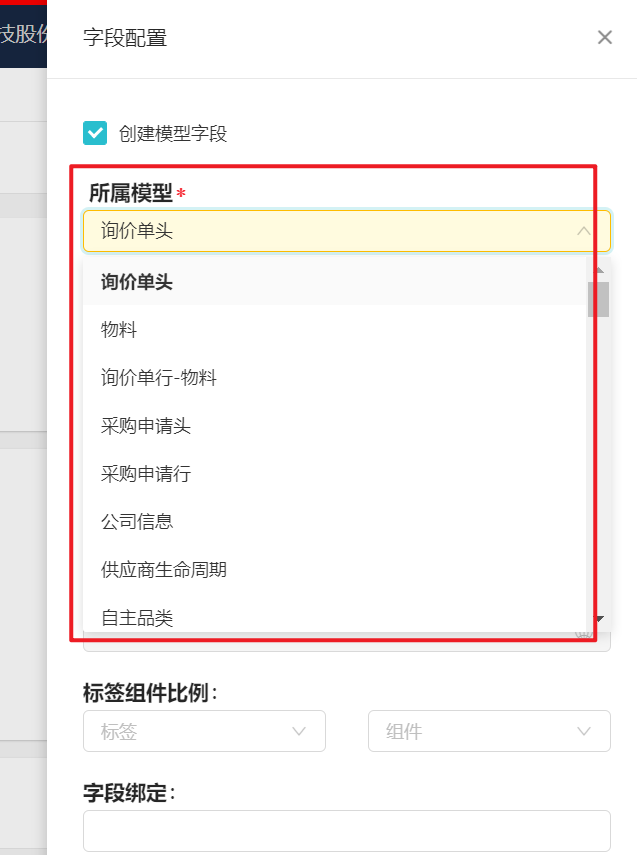 技股份
字段配置
创建模型字段
所属模型*
询价单头
询价单头
物料
询价单行-物料
采购申请头
采购申请行
公司信息
供应商生命周期
自主品类
标签组件比例：
标签 组件
字段绑定：